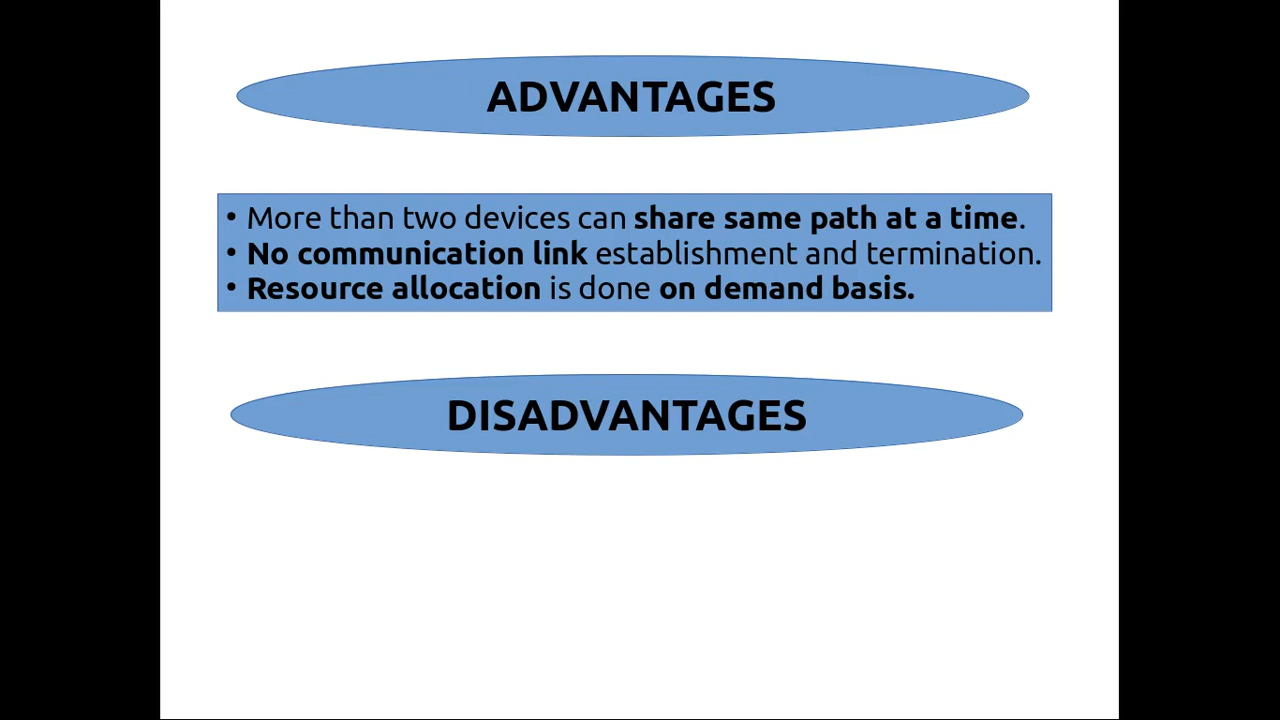 ADVANTAGES
• More than two devices can share same path at a time.
• No communication link establishment and termination.
• Resource allocation is done on demand basis.
DISADVANTAGES